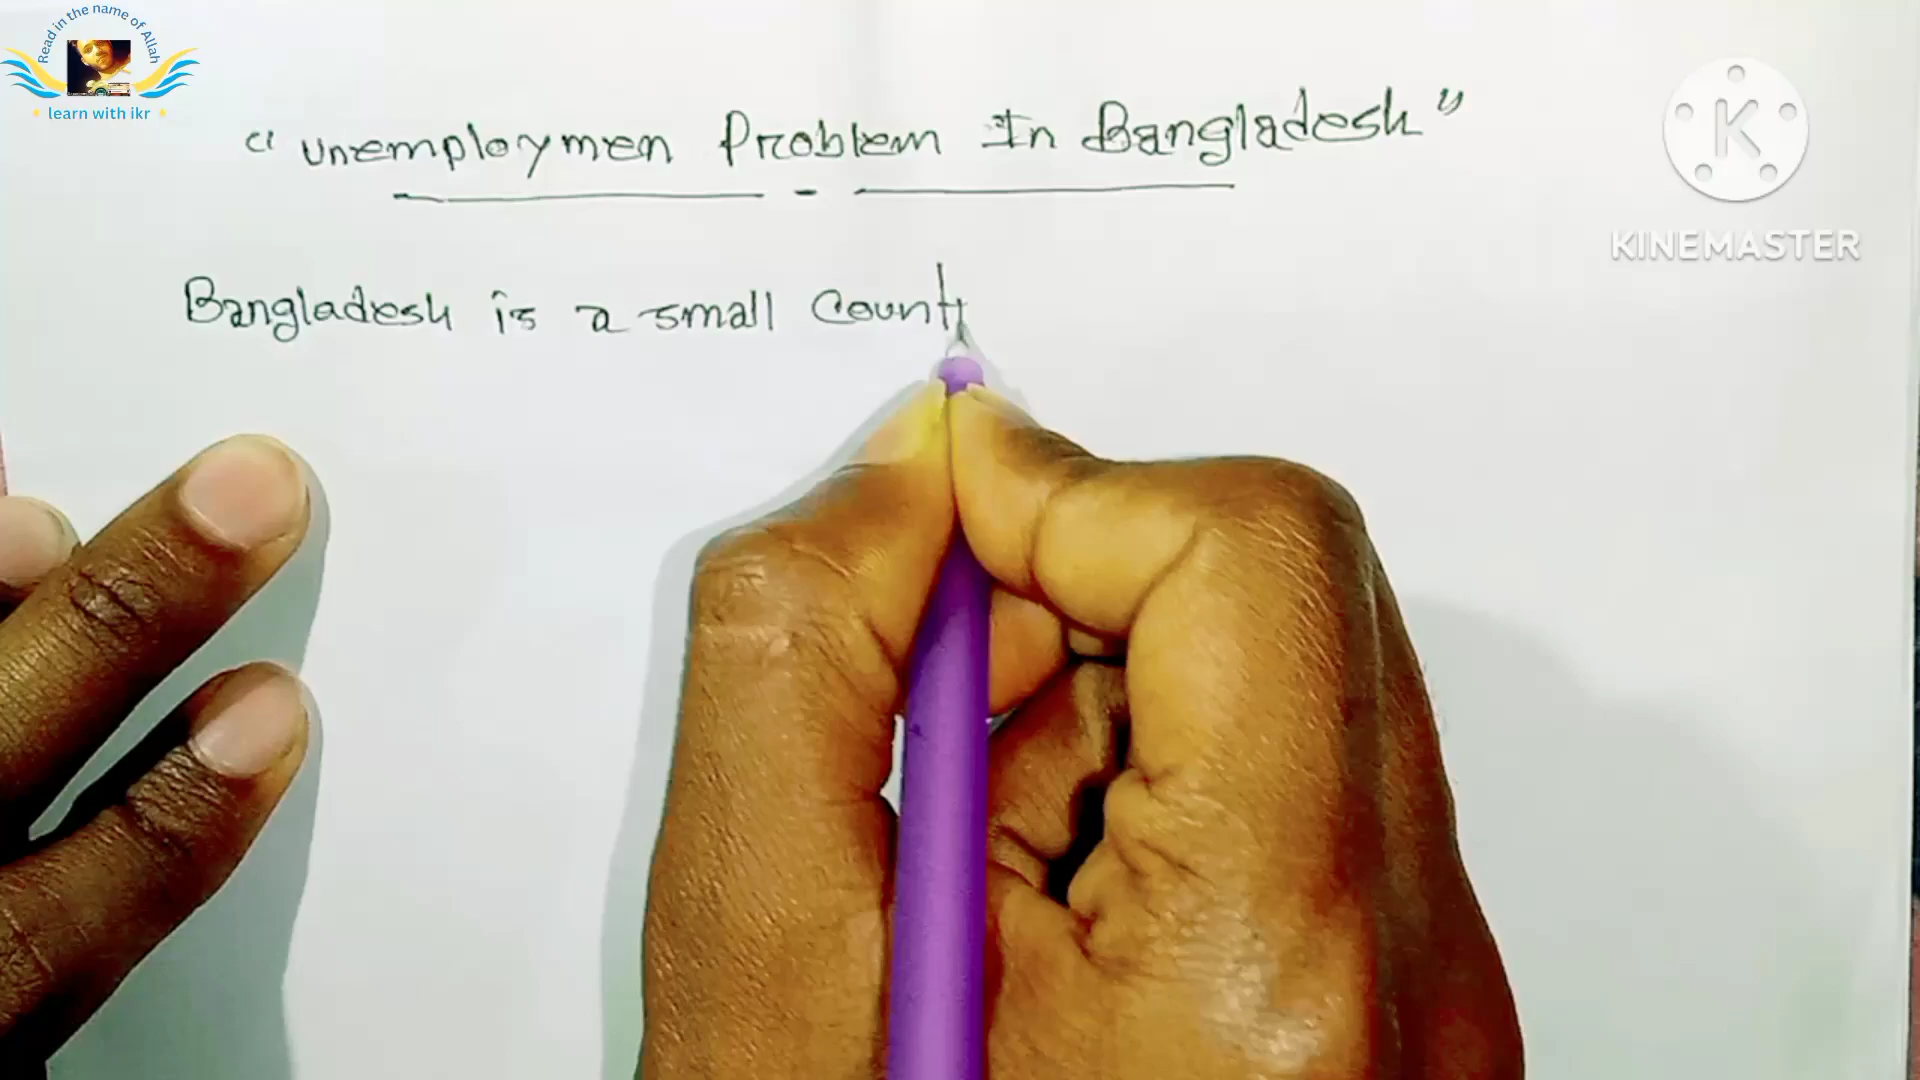 Read in the name of Allah
learn with ikr
"Unemploymen Problem In Bangladesh"
KINEMASTER
Bangladesh is a small Count